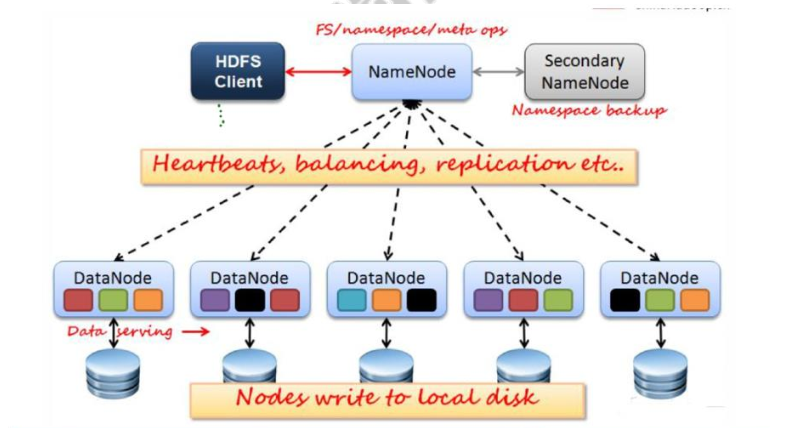 FS/namespace/meta ops
HDFS
Client
NameNode
Secondary
NameNode
Namespace backup
Heartbeats, balancing, replication etc..
DataNode
DataNode
DataNode
DataNode
DataNode
Data serving
Nodes write to local disk